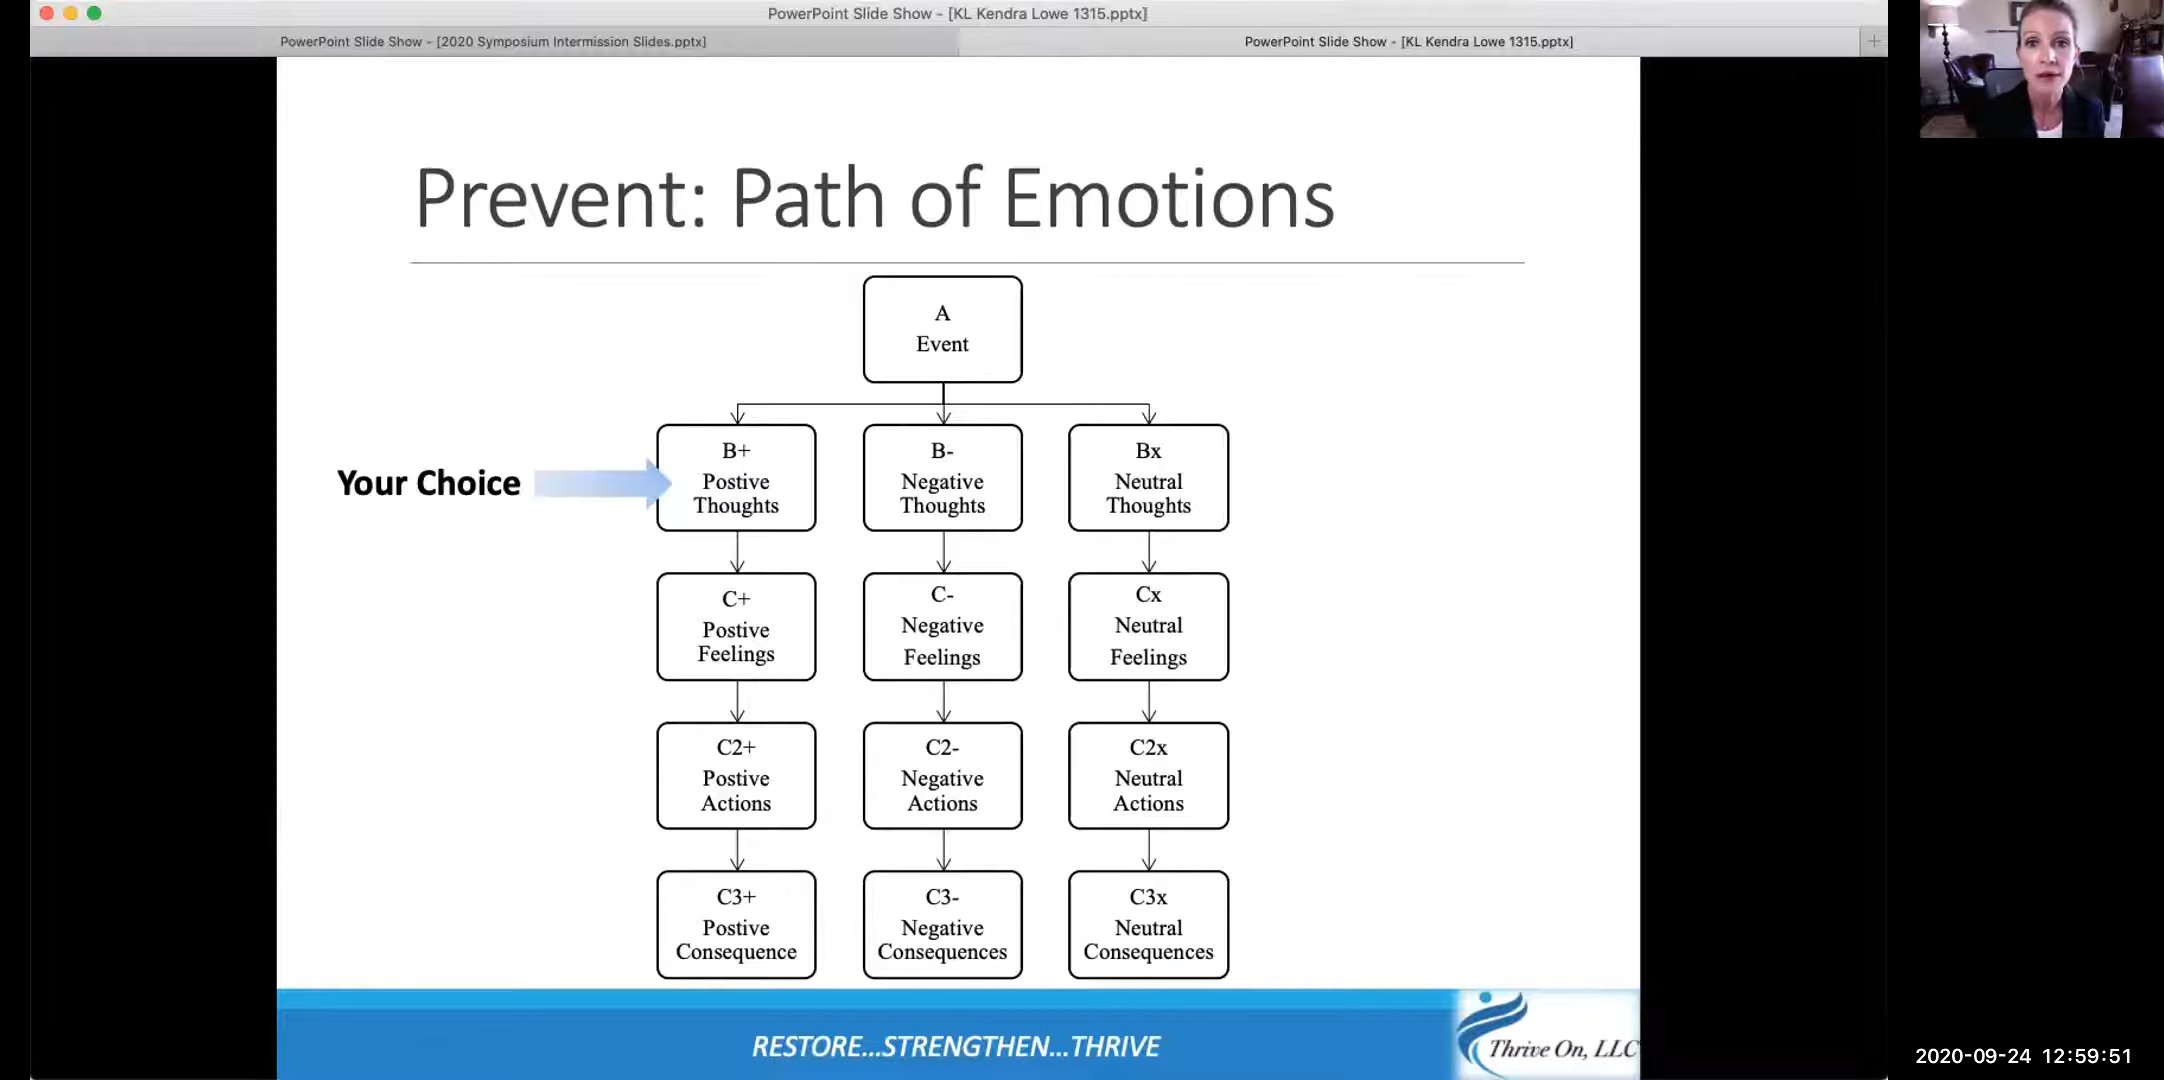 PowerPoint Slide Show - [KL Kendra Lowe 1315.pptx]
PowerPoint Slide Show - [2020 Symposium Intermission Slides.pptx]
PowerPoint Slide Show - [KL Kendra Lowe 1315.pptx]
Prevent: Path of Emotions
A
Event
Your Choice
B+
Postive
Thoughts
B-
Negative
Thoughts
Bx
Neutral
Thoughts
C+
Postive
Feelings
C-
Negative
Feelings
Cx
Neutral
Feelings
C2+
Postive
Actions
C2-
Negative
Actions
C2x
Neutral
Actions
C3+
Postive
Consequence
C3-
Negative
Consequences
C3x
Neutral
Consequences
RESTORE...STRENGTHEN...THRIVE
Thrive On, LLC
2020-09-24 12:59:51